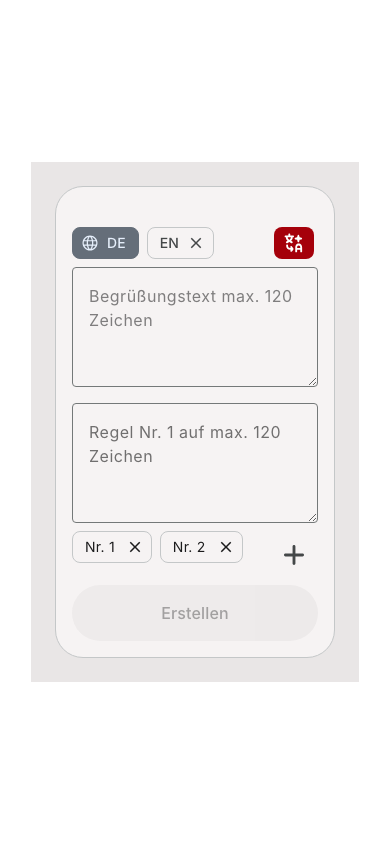 DE
EN
Begrüßungstext max. 120
Zeichen
Regel Nr. 1 auf max. 120
Zeichen
Nr. 1
Nr. 2
Erstellen